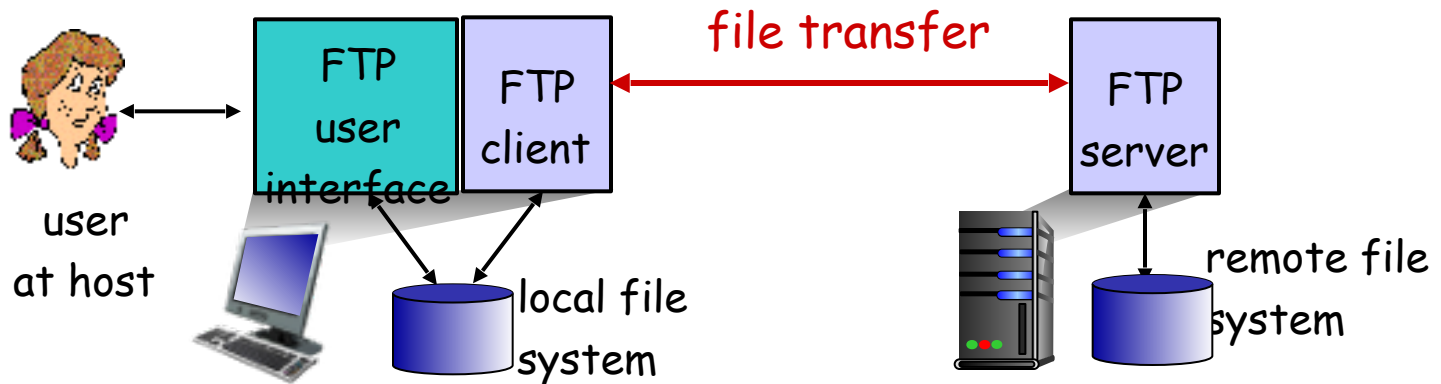 file transfer
FTP
user
interface
FTP
client
FTP
server
user
at host
local file
system
remote file
system